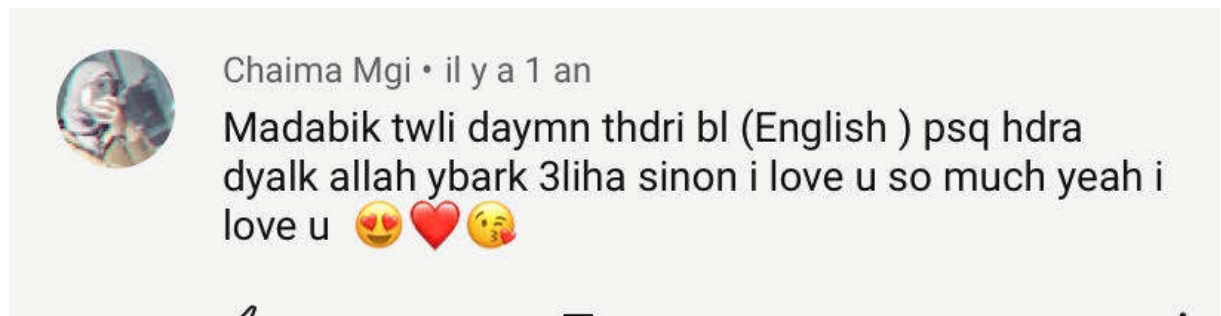 Chaima Mgi • il y a 1 an
Madabik twli daymn thdri bl (English ) psq hdra
dyalk allah ybark 3liha sinon i love u so much yeah i
love u 😍❤️😘